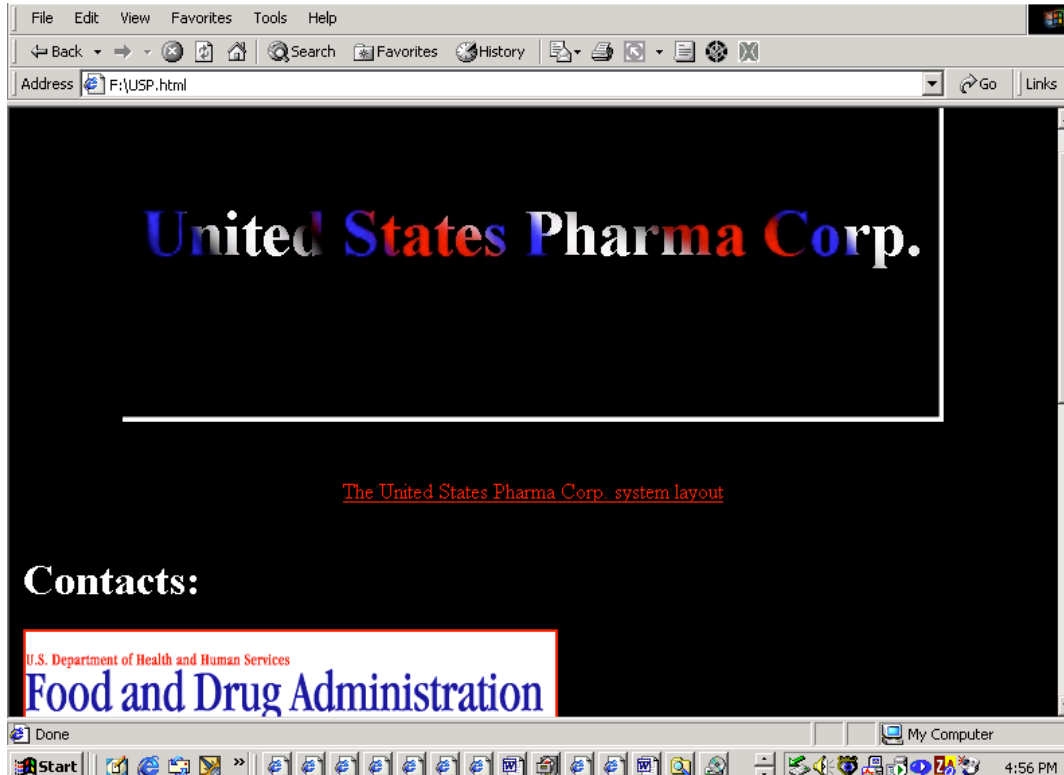 File Edit View Favorites Tools Help
Back Search Favorites History
Address F:\USP.html Go Links
United States Pharma Corp.
The United States Pharma Corp. system layout
Contacts:
U.S. Department of Health and Human Services
Food and Drug Administration
Done My Computer
Start » 4:56 PM